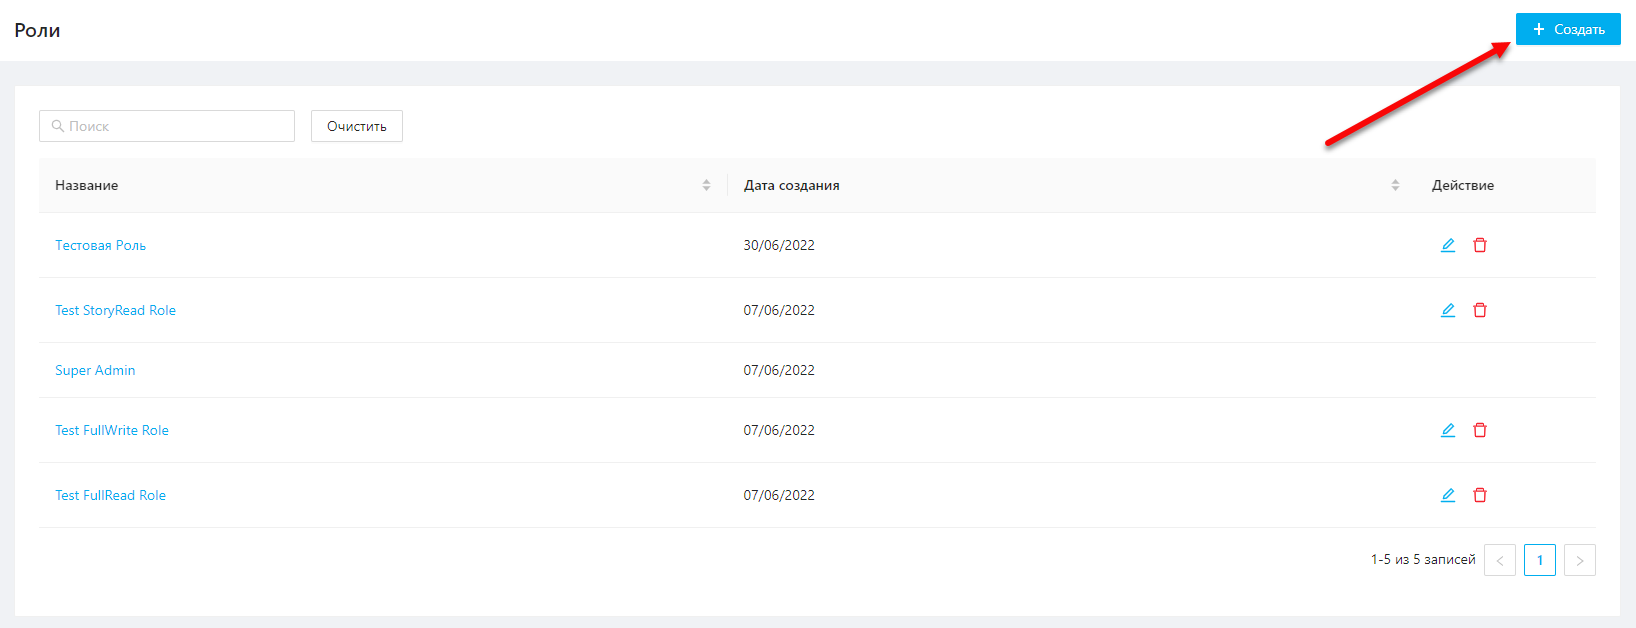 Роли
+ Создать
Поиск
Очистить
Название Дата создания Действие
Тестовая Роль 30/06/2022
Test StoryRead Role 07/06/2022
Super Admin 07/06/2022
Test FullWrite Role 07/06/2022
Test FullRead Role 07/06/2022
1-5 из 5 записей < 1 >